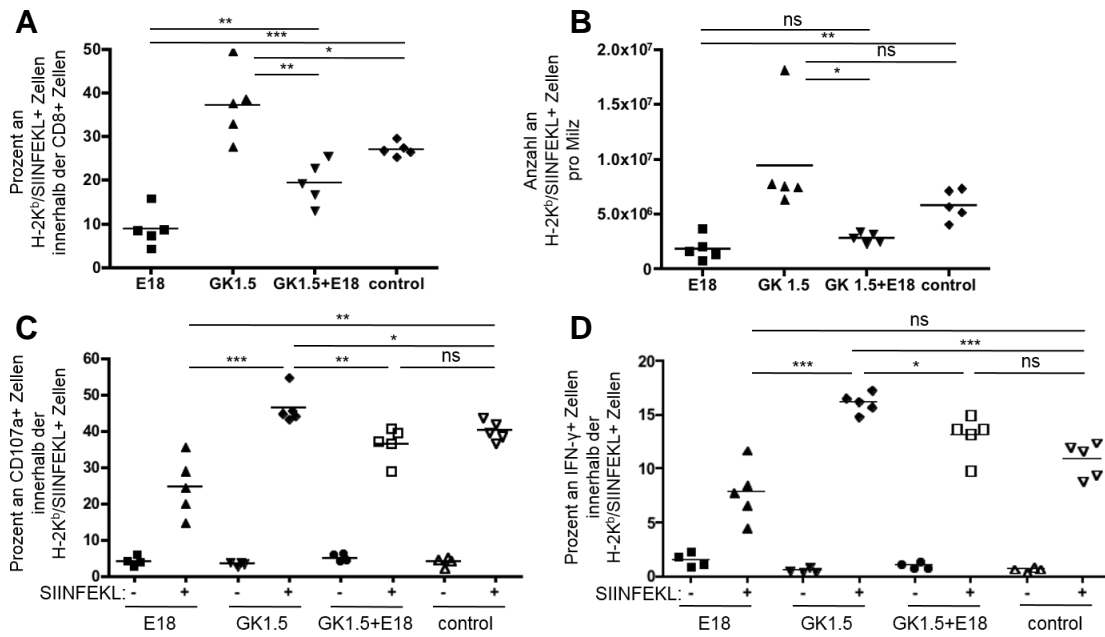 A
**
***
*
**
50
40
30
20
10
0
Prozent an
H-2Kᵇ/SIINFEKL+ Zellen
innerhalb der CD8+ Zellen
E18 GK1.5 GK1.5+E18 control
B
ns
**
ns
*
2.0x10⁷
1.5x10⁷
1.0x10⁷
5.0x10⁶
0
Anzahl an
H-2Kᵇ/SIINFEKL+ Zellen
pro Milz
E18 GK 1.5 GK 1.5+E18 control
C
**
*
*** ** ns
60
50
40
30
20
10
0
Prozent an CD107a+ Zellen
innerhalb der
H-2Kᵇ/SIINFEKL+ Zellen
SIINFEKL: - + - + - + - +
E18 GK1.5 GK1.5+E18 control
D
ns
***
*** * ns
20
15
10
5
0
Prozent an IFN-γ+ Zellen
innerhalb der
H-2Kᵇ/SIINFEKL+ Zellen
SIINFEKL: - + - + - + - +
E18 GK1.5 GK1.5+E18 control